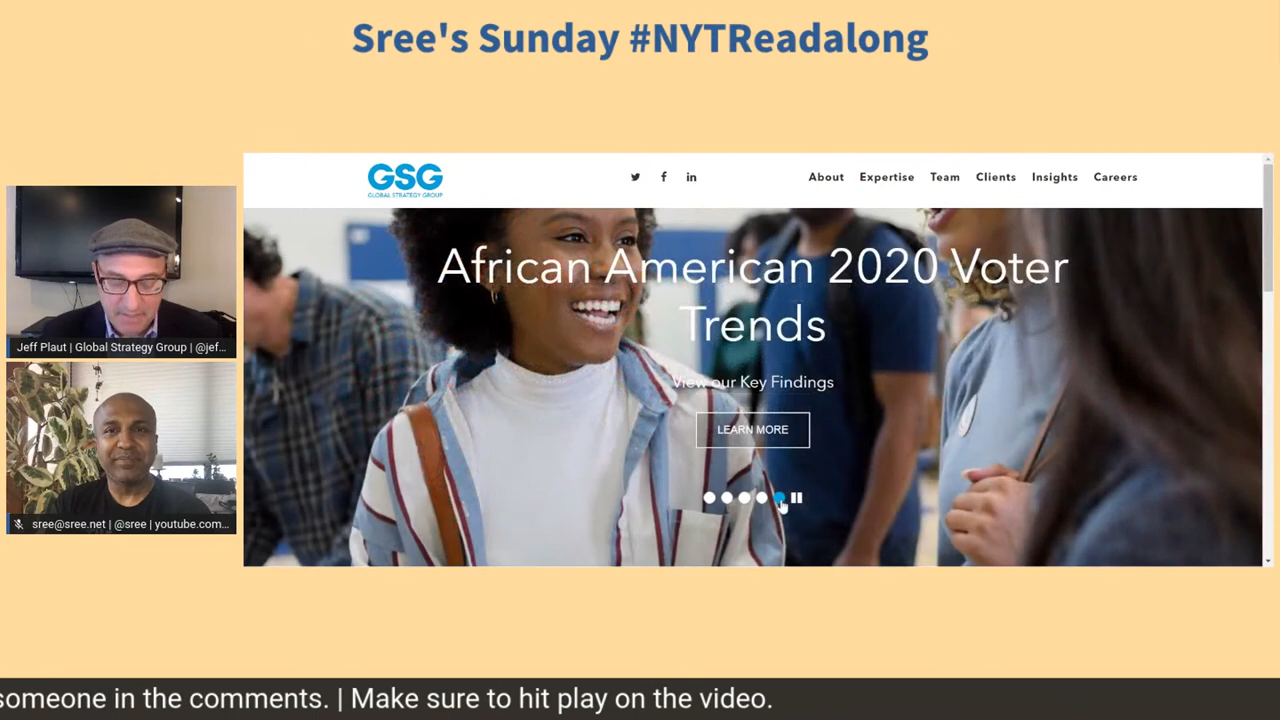 Sree's Sunday #NYTReadalong
GSG
GLOBAL STRATEGY GROUP
About Expertise Team Clients Insights Careers
African American 2020 Voter
Trends
View our Key Findings
LEARN MORE
Jeff Plaut | Global Strategy Group | @jef...
sree@sree.net | @sree | youtube.com...
someone in the comments. | Make sure to hit play on the video.